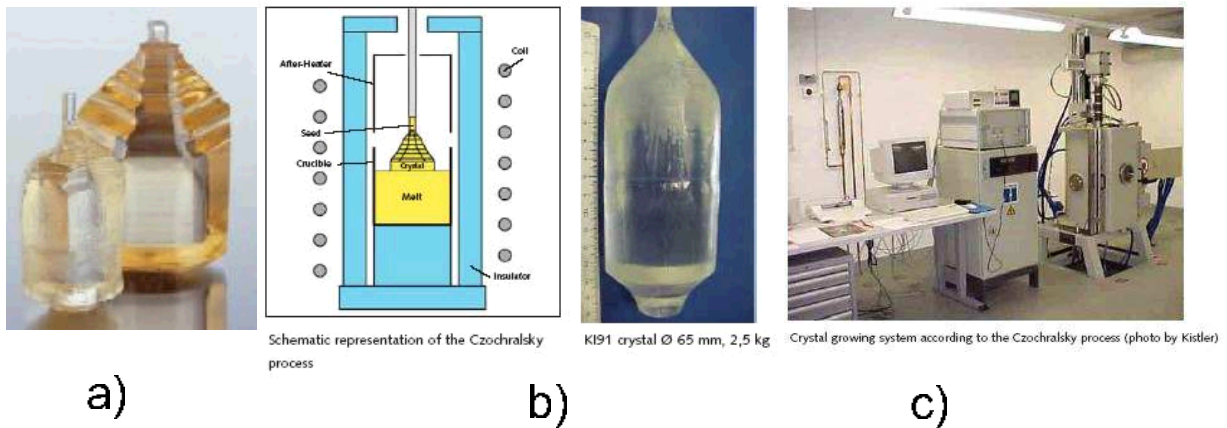 After-Heater
Coil
Seed
Crucible
Crystal
Melt
Insulator
Schematic representation of the Czochralsky
process
KI91 crystal Ø 65 mm, 2,5 kg
Crystal growing system according to the Czochralsky process (photo by Kistler)
a)
b)
c)